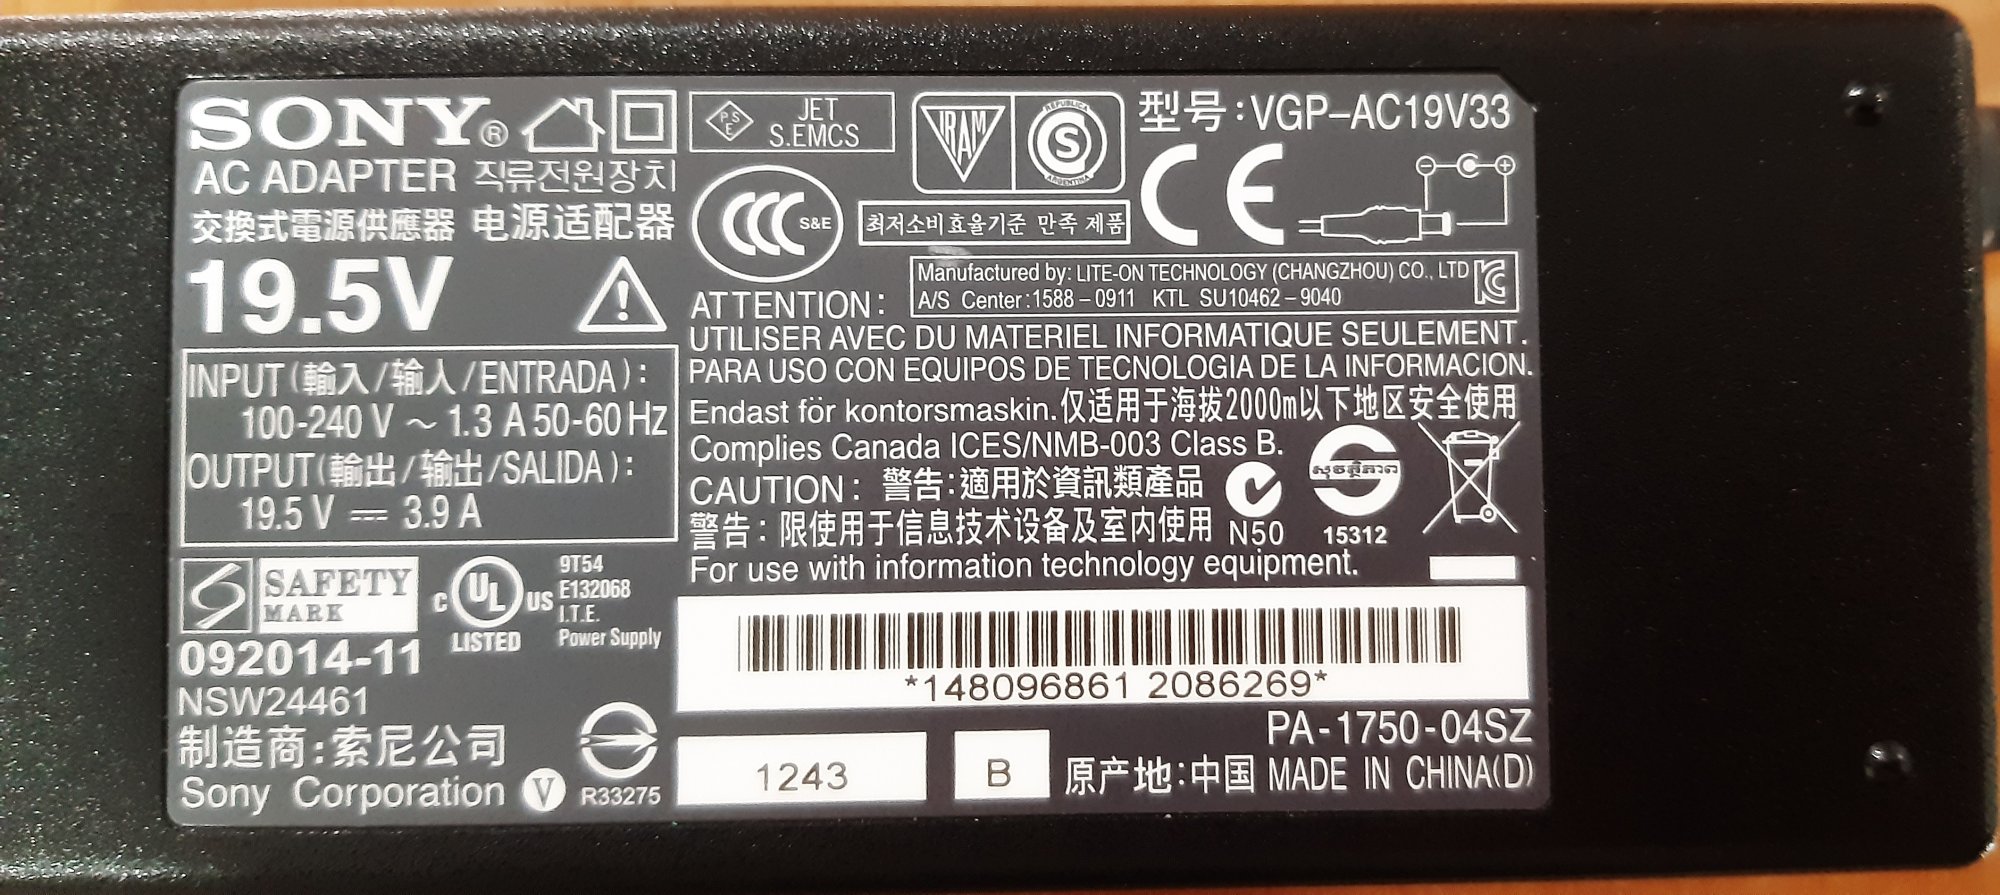 SONY®
AC ADAPTER 직류전원장치
交換式電源供應器 电源适配器
19.5V
INPUT (輸入/输入/ENTRADA):
100-240 V ~ 1.3 A 50-60 Hz
OUTPUT (輸出/输出/SALIDA):
19.5 V ⎓ 3.9 A
SAFETY
MARK
092014-11
NSW24461
制造商:索尼公司
Sony Corporation V
c UL US
LISTED
9T54
E132068
I.T.E.
Power Supply
R33275
PSE
JET
S.EMCS
CCC S&E
IRAM
REPUBLICA
S
ARGENTINA
최저소비효율기준 만족 제품
型号:VGP-AC19V33
CE
Manufactured by: LITE-ON TECHNOLOGY (CHANGZHOU) CO., LTD
A/S Center:1588-0911 KTL SU10462-9040
ATTENTION:
UTILISER AVEC DU MATERIEL INFORMATIQUE SEULEMENT.
PARA USO CON EQUIPOS DE TECNOLOGIA DE LA INFORMACION.
Endast för kontorsmaskin.仅适用于海拔2000m以下地区安全使用
Complies Canada ICES/NMB-003 Class B.
CAUTION: 警告:適用於資訊類產品
警告: 限使用于信息技术设备及室内使用
For use with information technology equipment.
N50
15312
*148096861 2086269*
PA-1750-04SZ
1243
B
原产地:中国 MADE IN CHINA(D)